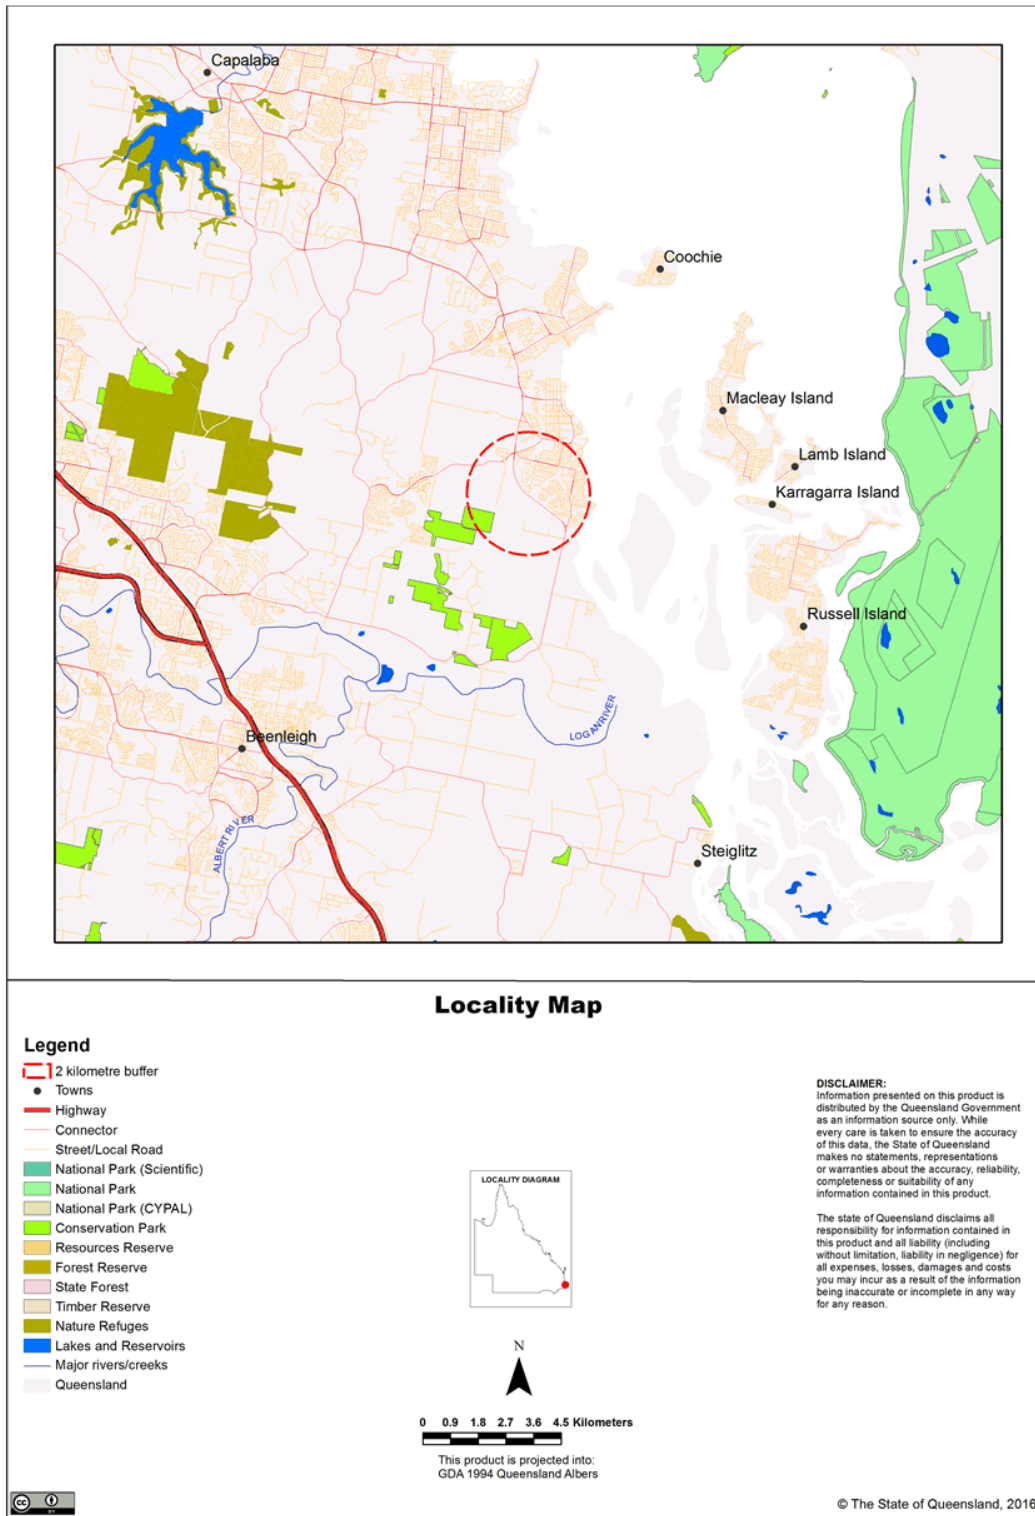 Capalaba
Coochie
Macleay Island
Lamb Island
Karragarra Island
Russell Island
LOGAN RIVER
Beenleigh
ALBERT RIVER
Steiglitz
Locality Map
Legend
2 kilometre buffer
Towns
Highway
Connector
Street/Local Road
National Park (Scientific)
National Park
National Park (CYPAL)
Conservation Park
Resources Reserve
Forest Reserve
State Forest
Timber Reserve
Nature Refuges
Lakes and Reservoirs
Major rivers/creeks
Queensland
LOCALITY DIAGRAM
N
0 0.9 1.8 2.7 3.6 4.5 Kilometers
This product is projected into:
GDA 1994 Queensland Albers
DISCLAIMER:
Information presented on this product is
distributed by the Queensland Government
as an information source only. While
every care is taken to ensure the accuracy
of this data, the State of Queensland
makes no statements, representations
or warranties about the accuracy, reliability,
completeness or suitability of any
information contained in this product.
The state of Queensland disclaims all
responsibility for information contained in
this product and all liability (including
without limitation, liability in negligence) for
all expenses, losses, damages and costs
you may incur as a result of the information
being inaccurate or incomplete in any way
for any reason.
cc
BY
© The State of Queensland, 2016